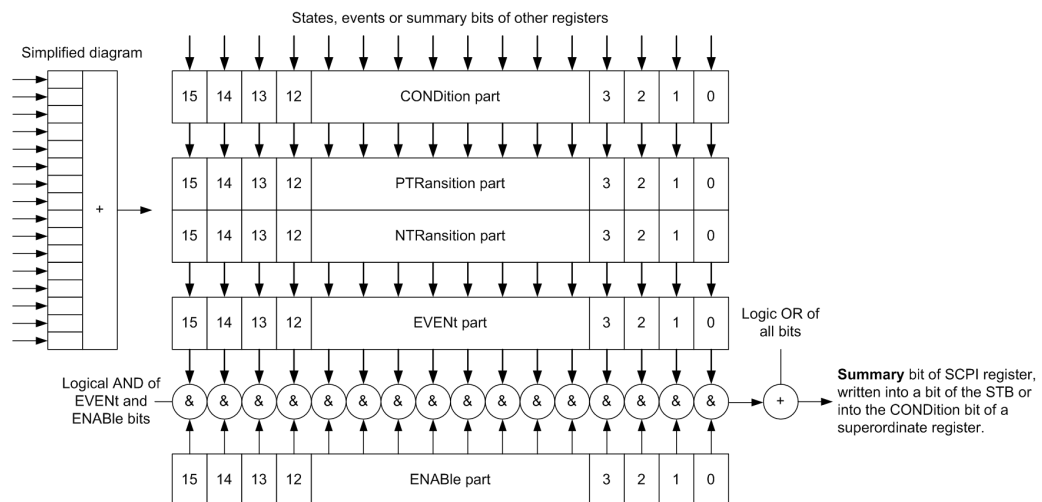 States, events or summary bits of other registers
Simplified diagram
15 14 13 12 CONDition part 3 2 1 0
15 14 13 12 PTRansition part 3 2 1 0
+
15 14 13 12 NTRansition part 3 2 1 0
15 14 13 12 EVENt part 3 2 1 0
Logic OR of
all bits
Logical AND of
EVENt and
ENABle bits
& & & & & & & & & & & & & & & &
+
Summary bit of SCPI register,
written into a bit of the STB or
into the CONDition bit of a
superordinate register.
15 14 13 12 ENABle part 3 2 1 0